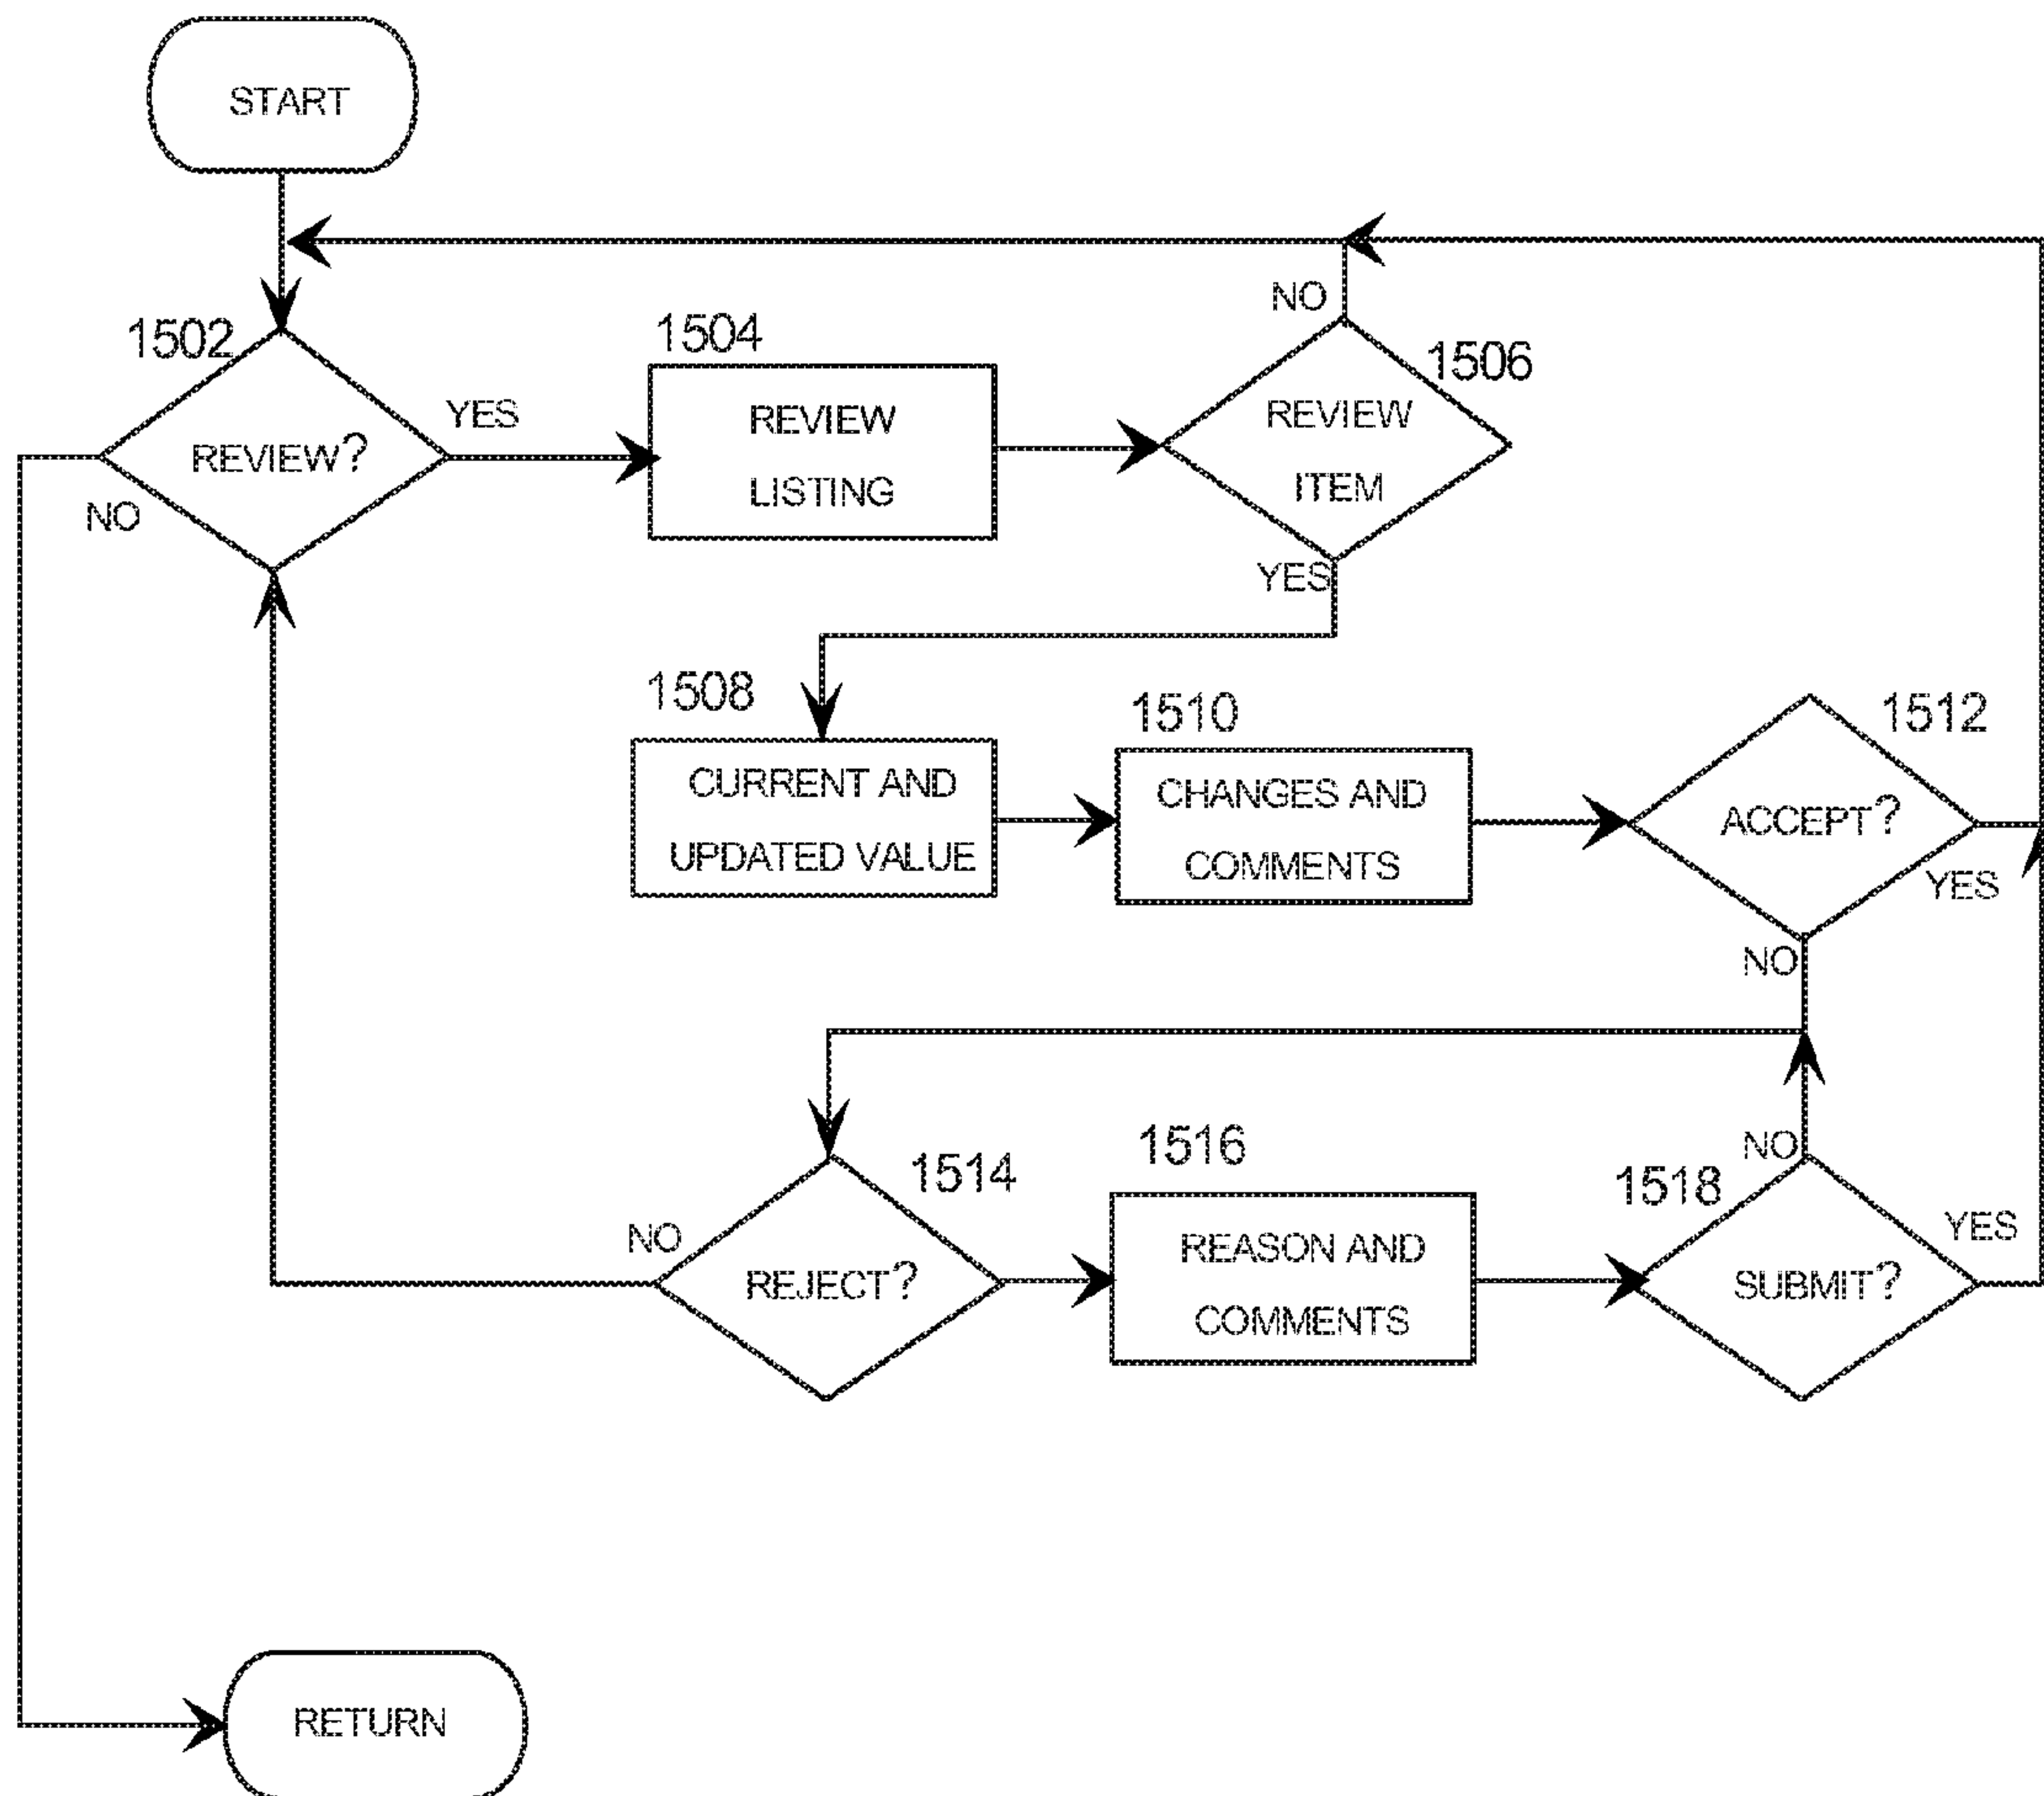 START
NO
1502
1504
1506
YES
REVIEW
LISTING
REVIEW
ITEM
REVIEW?
NO
YES
1508
1510
1512
CURRENT AND
UPDATED VALUE
CHANGES AND
COMMENTS
ACCEPT?
YES
NO
1514
1516
1518
NO
NO
YES
REJECT?
REASON AND
COMMENTS
SUBMIT?
RETURN